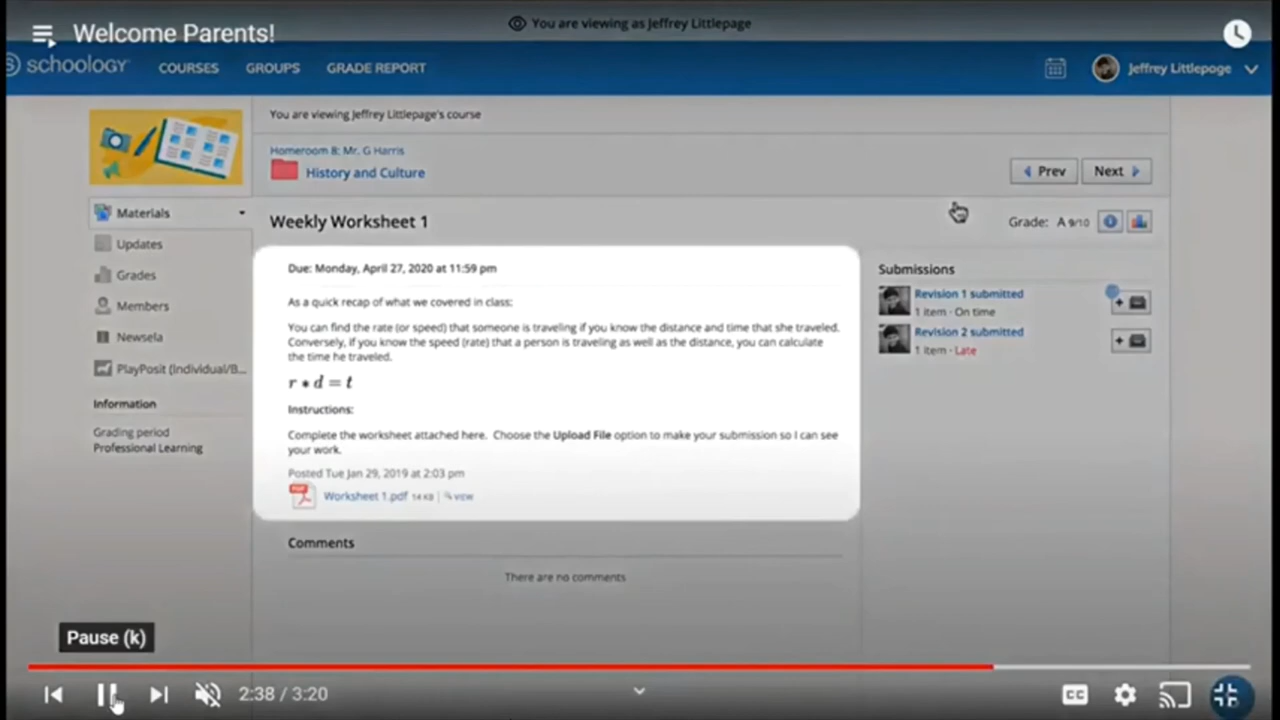 You are viewing as Jeffrey Littlepage
Welcome Parents!
schoology
COURSES
GROUPS
GRADE REPORT
Jeffrey Littlepage
You are viewing Jeffrey Littlepage's course
Homeroom 8: Mr. G Harris
History and Culture
Prev
Next
Materials
Updates
Grades
Members
Newsela
PlayPosit (Individual/B...
Information
Grading period
Professional Learning
Weekly Worksheet 1
Grade: A 9/10
Due: Monday, April 27, 2020 at 11:59 pm
As a quick recap of what we covered in class:
You can find the rate (or speed) that someone is traveling if you know the distance and time that she traveled.
Conversely, if you know the speed (rate) that a person is traveling as well as the distance, you can calculate
the time he traveled.
r • d = t
Instructions:
Complete the worksheet attached here. Choose the Upload File option to make your submission so I can see
your work.
Posted Tue Jan 29, 2019 at 2:03 pm
PDF
Worksheet 1.pdf 14 KB | VIEW
Comments
There are no comments
Submissions
Revision 1 submitted
1 item · On time
Revision 2 submitted
1 item · Late
Pause (k)
2:38 / 3:20
CC